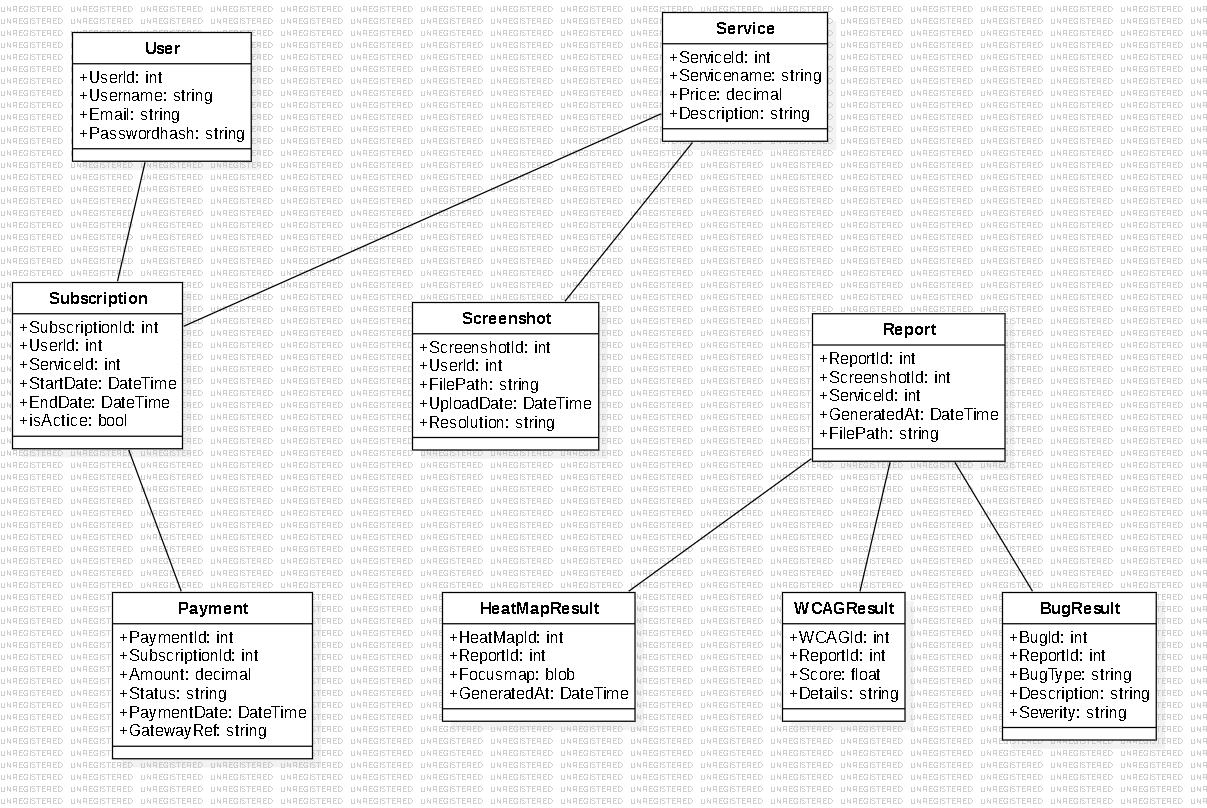 User
+UserId: int
+Username: string
+Email: string
+Passwordhash: string
Service
+ServiceId: int
+Servicename: string
+Price: decimal
+Description: string
Subscription
+SubscriptionId: int
+UserId: int
+ServiceId: int
+StartDate: DateTime
+EndDate: DateTime
+isActice: bool
Screenshot
+ScreenshotId: int
+UserId: int
+FilePath: string
+UploadDate: DateTime
+Resolution: string
Report
+ReportId: int
+ScreenshotId: int
+ServiceId: int
+GeneratedAt: DateTime
+FilePath: string
Payment
+PaymentId: int
+SubscriptionId: int
+Amount: decimal
+Status: string
+PaymentDate: DateTime
+GatewayRef: string
HeatMapResult
+HeatMapId: int
+ReportId: int
+Focusmap: blob
+GeneratedAt: DateTime
WCAGResult
+WCAGId: int
+ReportId: int
+Score: float
+Details: string
BugResult
+BugId: int
+ReportId: int
+BugType: string
+Description: string
+Severity: string
UNREGISTERED